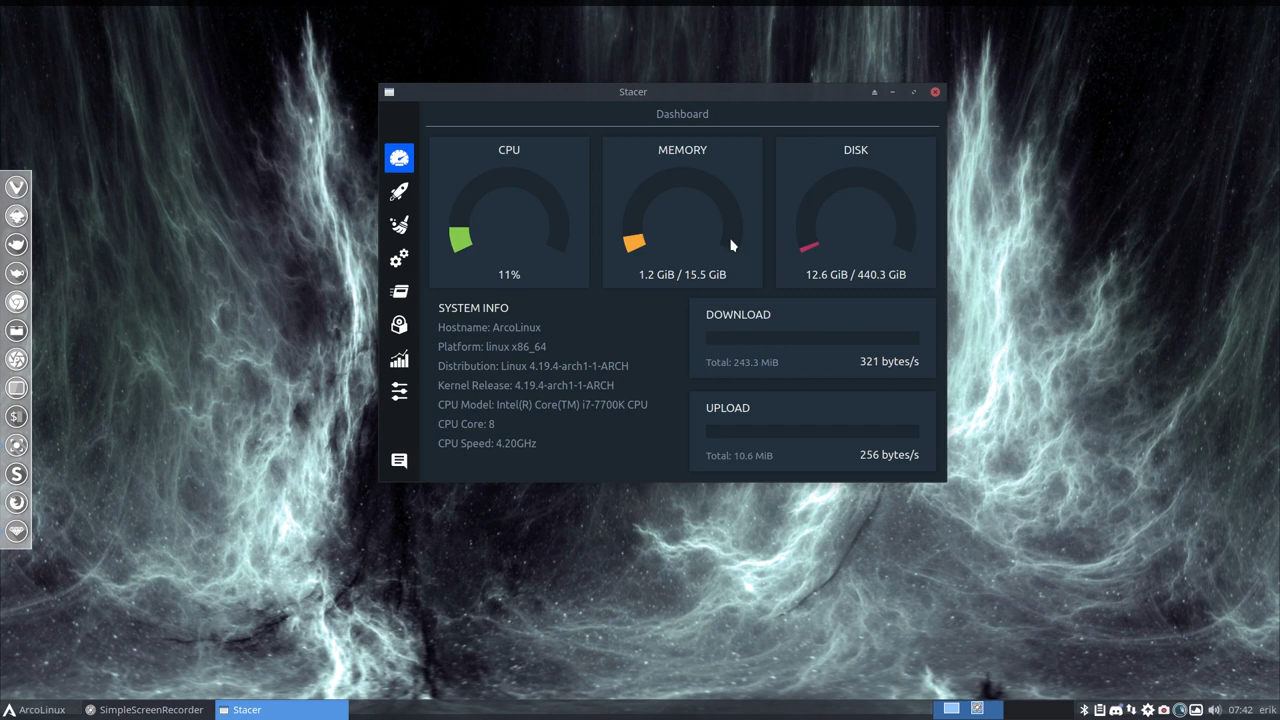 Stacer
Dashboard
CPU
11%
MEMORY
1.2 GiB / 15.5 GiB
DISK
12.6 GiB / 440.3 GiB
SYSTEM INFO
Hostname: ArcoLinux
Platform: linux x86_64
Distribution: Linux 4.19.4-arch1-1-ARCH
Kernel Release: 4.19.4-arch1-1-ARCH
CPU Model: Intel(R) Core(TM) i7-7700K CPU
CPU Core: 8
CPU Speed: 4.20GHz
DOWNLOAD
Total: 243.3 MiB 321 bytes/s
UPLOAD
Total: 10.6 MiB 256 bytes/s
ArcoLinux SimpleScreenRecorder Stacer 07:42 erik